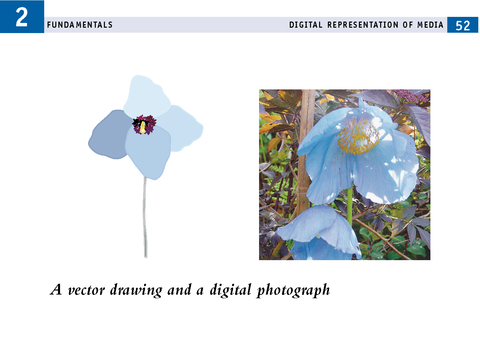 2
FUNDAMENTALS
DIGITAL REPRESENTATION OF MEDIA 52
A vector drawing and a digital photograph